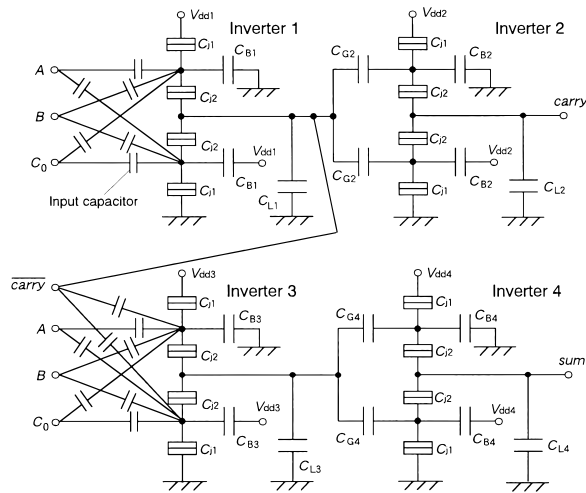 Vdd1
Inverter 1
Vdd2
Inverter 2
CJ1
CB1
CG2
CJ1
CB2
A
CJ2
CJ2
carry
B
CJ2
Vdd1
CJ2
Vdd2
C0
CB1
CG2
CB2
CJ1
CL1
CJ1
CL2
Input capacitor
Vdd3
Inverter 3
Vdd4
Inverter 4
carry
CJ1
CB3
CG4
CJ1
CB4
A
CJ2
CJ2
sum
B
CJ2
Vdd3
CJ2
Vdd4
C0
CB3
CG4
CB4
CJ1
CL3
CJ1
CL4